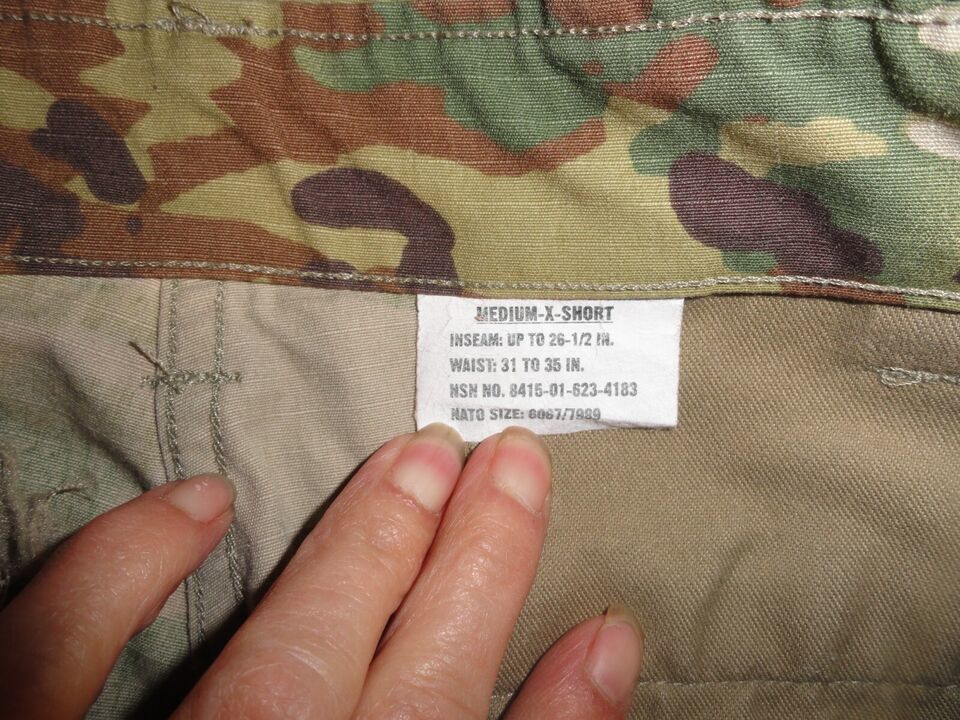 MEDIUM-X-SHORT
INSEAM: UP TO 26-1/2 IN.
WAIST: 31 TO 35 IN.
NSN NO. 8415-01-623-4183
NATO SIZE: 6067/7989